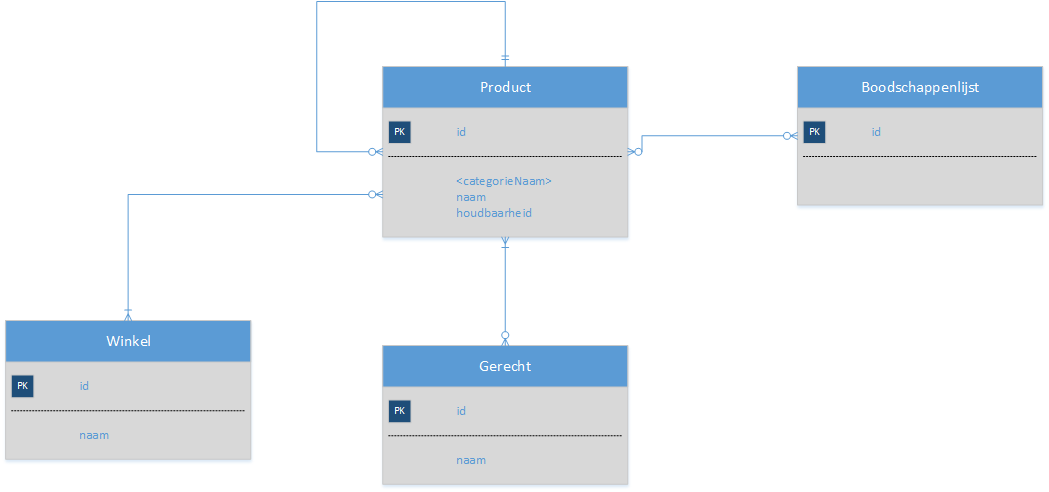 Product
PK id
<categorieNaam>
naam
houdbaarheid
Boodschappenlijst
PK id
Winkel
PK id
naam
Gerecht
PK id
naam